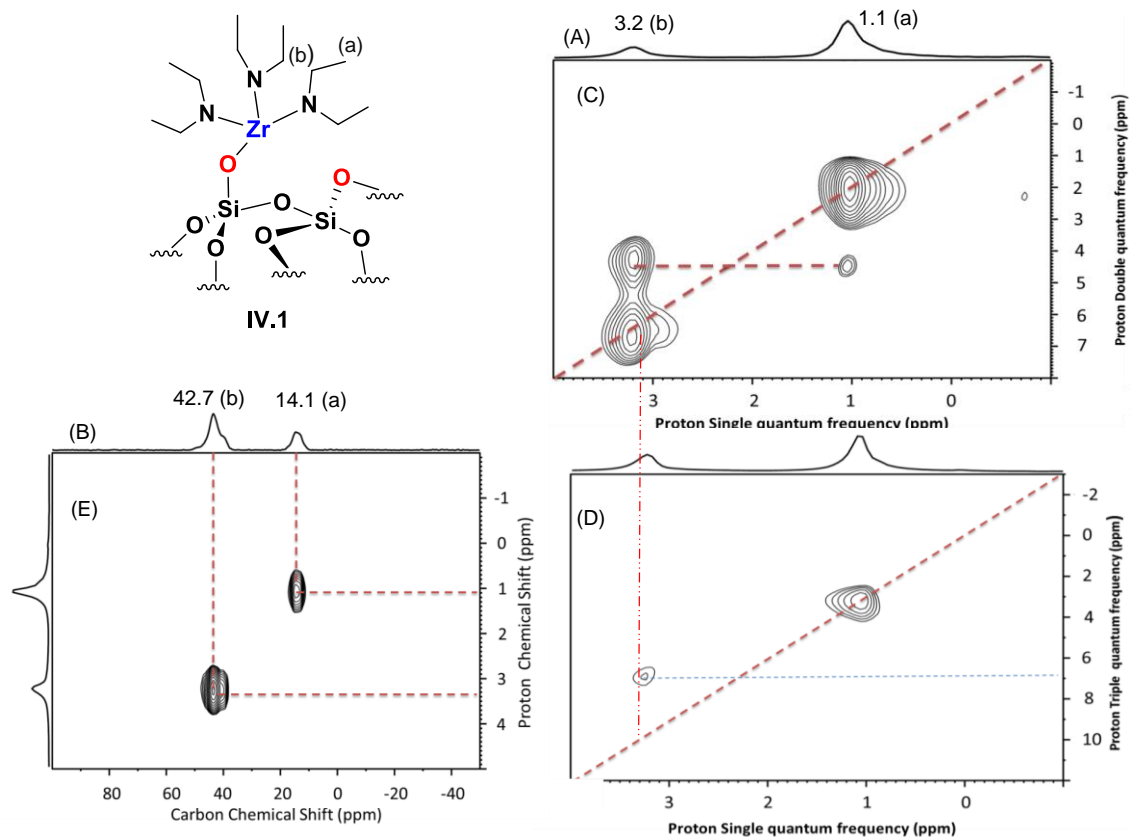 (a)
(b)
N
N
N
Zr
O
O
Si
O
Si
O
O
O
O
IV.1
3.2 (b)
1.1 (a)
(A)
(C)
-1
0
1
2
3
4
5
6
7
Proton Double quantum frequency (ppm)
3
2
1
0
Proton Single quantum frequency (ppm)
42.7 (b)
14.1 (a)
(B)
(E)
-1
0
1
2
3
4
Proton Chemical Shift (ppm)
80
60
40
20
0
-20
-40
Carbon Chemical Shift (ppm)
(D)
-2
0
2
4
6
8
10
Proton Triple quantum frequency (ppm)
3
2
1
0
Proton Single quantum frequency (ppm)